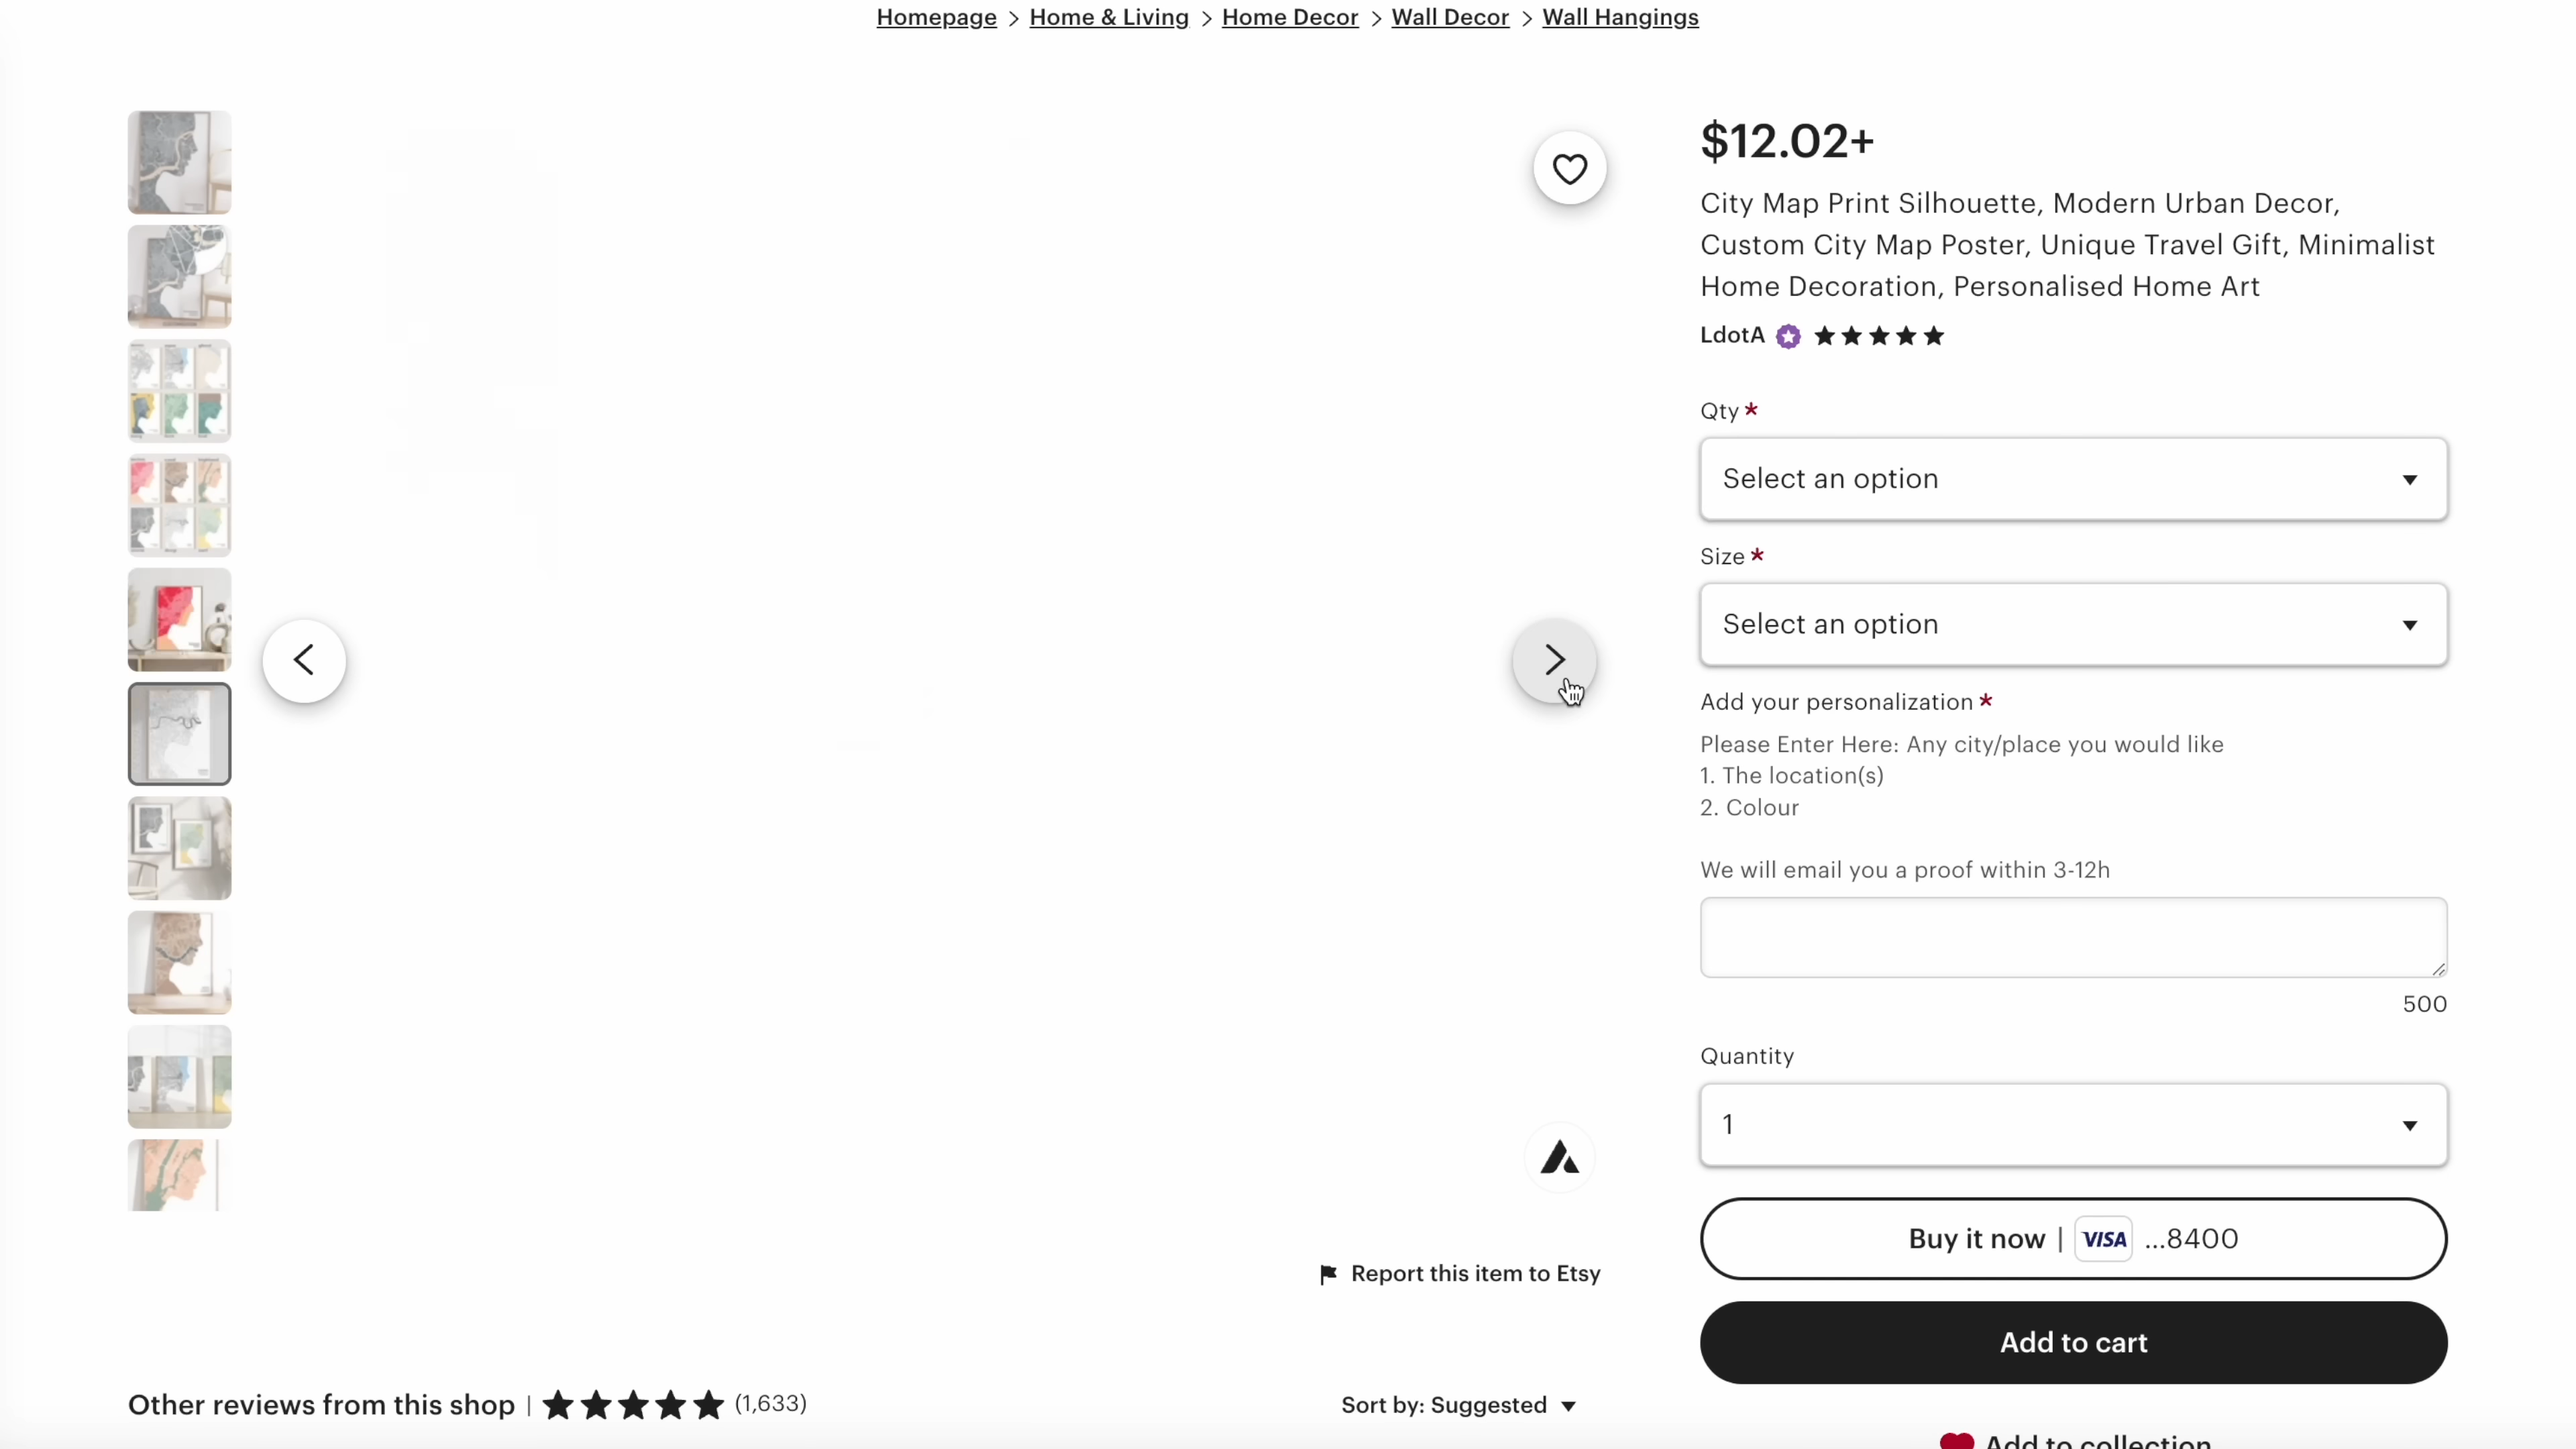 Homepage > Home & Living > Home Decor > Wall Decor > Wall Hangings
$12.02+
City Map Print Silhouette, Modern Urban Decor,
Custom City Map Poster, Unique Travel Gift, Minimalist
Home Decoration, Personalised Home Art
LdotA
Qty *
Select an option
Size *
Select an option
Add your personalization *
Please Enter Here: Any city/place you would like
1. The location(s)
2. Colour
We will email you a proof within 3-12h
500
Quantity
1
Buy it now | VISA ...8400
Report this item to Etsy
Add to cart
Other reviews from this shop | (1,633)
Sort by: Suggested
Add to collection